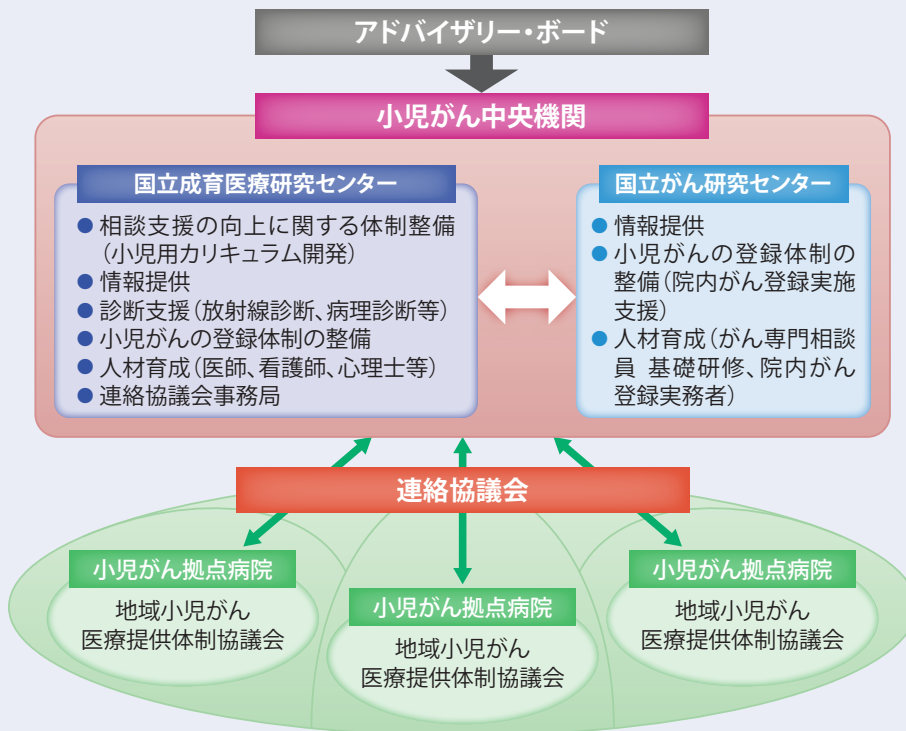 アドバイザリー・ボード
小児がん中央機関
国立成育医療研究センター
● 相談支援の向上に関する体制整備
（小児用カリキュラム開発）
● 情報提供
● 診断支援（放射線診断、病理診断等）
● 小児がんの登録体制の整備
● 人材育成（医師、看護師、心理士等）
● 連絡協議会事務局
国立がん研究センター
● 情報提供
● 小児がんの登録体制の
整備（院内がん登録実施
支援）
● 人材育成（がん専門相談
員 基礎研修、院内がん
登録実務者）
連絡協議会
小児がん拠点病院
地域小児がん
医療提供体制協議会
小児がん拠点病院
地域小児がん
医療提供体制協議会
小児がん拠点病院
地域小児がん
医療提供体制協議会